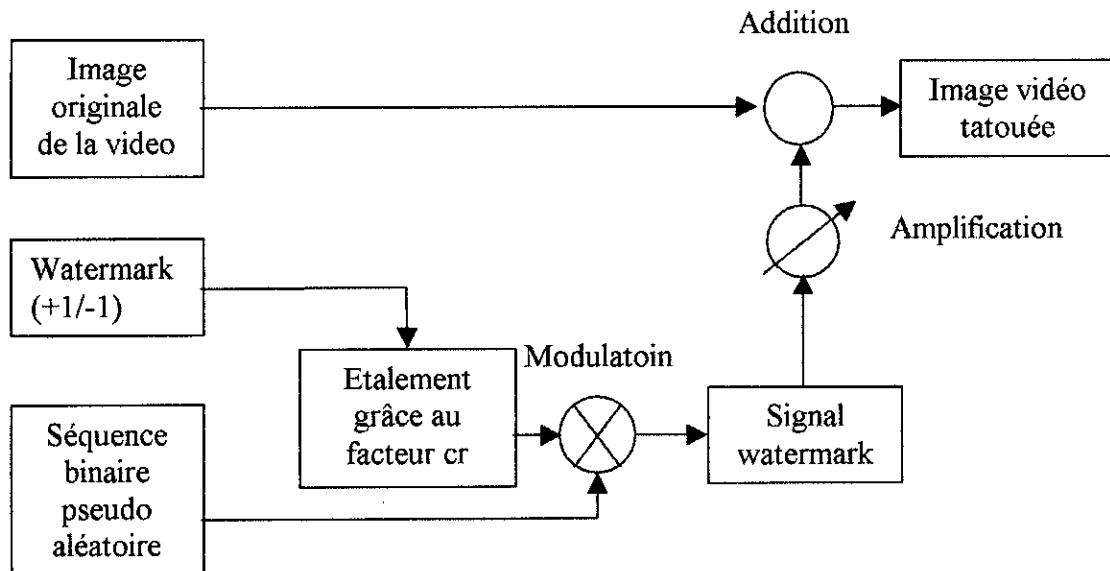 Addition
Image
originale
de la video
Image vidéo
tatouée
Amplification
Watermark
(+1/-1)
Modulatoin
Etalement
grâce au
facteur cr
Signal
watermark
Séquence
binaire
pseudo
aléatoire